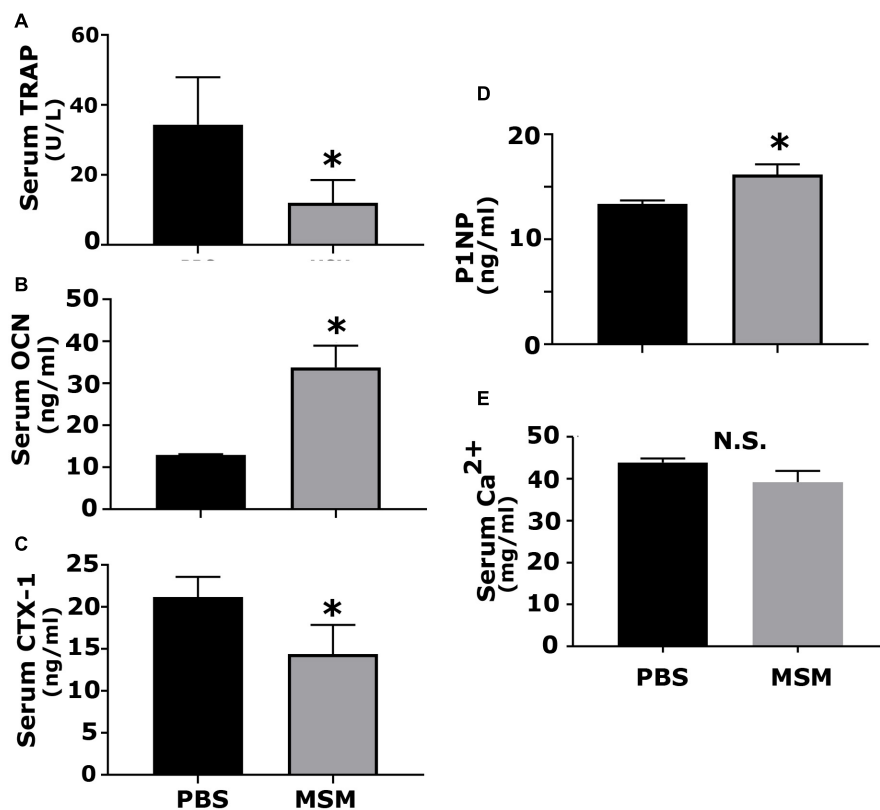 A
Serum TRAP
(U/L)
60
40
20
0
*
B
Serum OCN
(ng/ml)
50
40
30
20
10
0
*
C
Serum CTX-1
(ng/ml)
25
20
15
10
5
0
*
PBS MSM
D
P1NP
(ng/ml)
20
10
0
*
E
Serum Ca2+
(mg/ml)
50
40
30
20
10
0
N.S.
PBS MSM